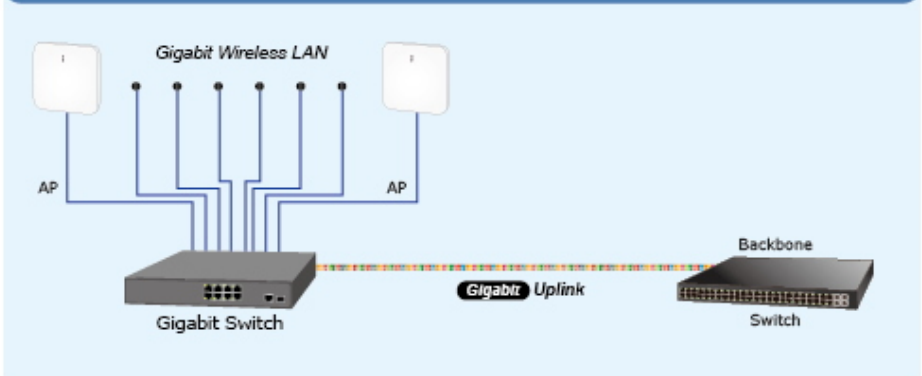 Gigabit Wireless LAN
AP
AP
Backbone
Gigabit Uplink
Gigabit Switch
Switch